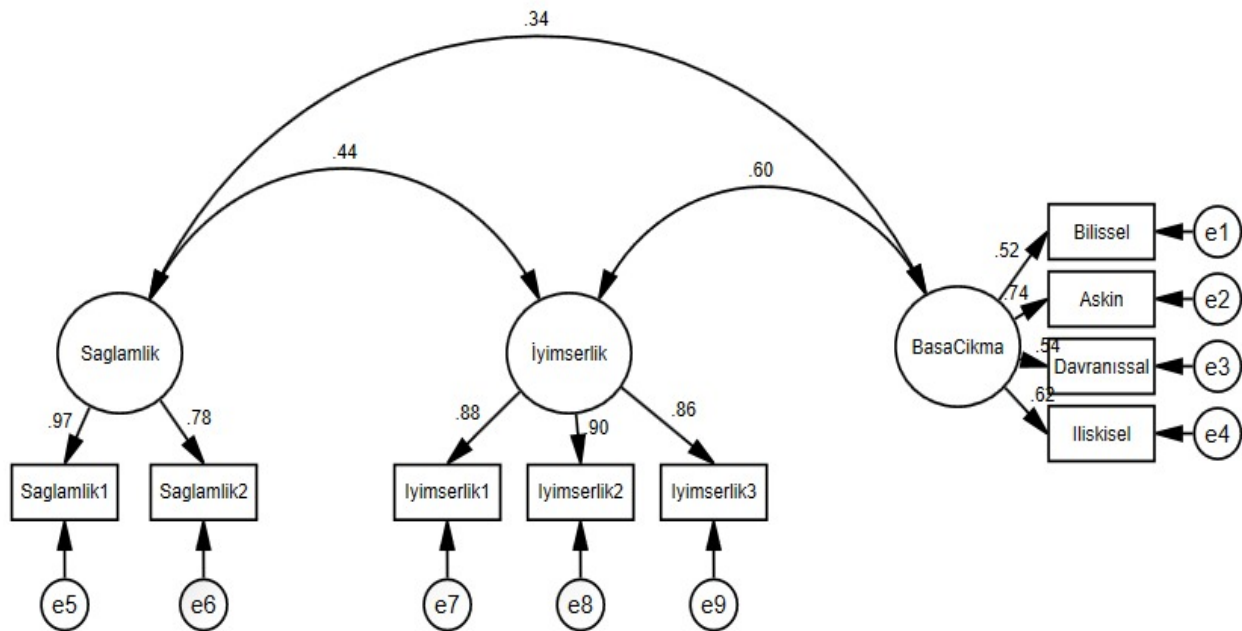 .34
.44
.60
Bilissel
e1
.52
Askin
e2
.74
Saglamlik
İyimserlik
BasaCikma
.54
Davranıssal
e3
.62
Iliskisel
e4
.97
.78
.88
.90
.86
Saglamlik1
Saglamlik2
Iyimserlik1
Iyimserlik2
Iyimserlik3
e5
e6
e7
e8
e9